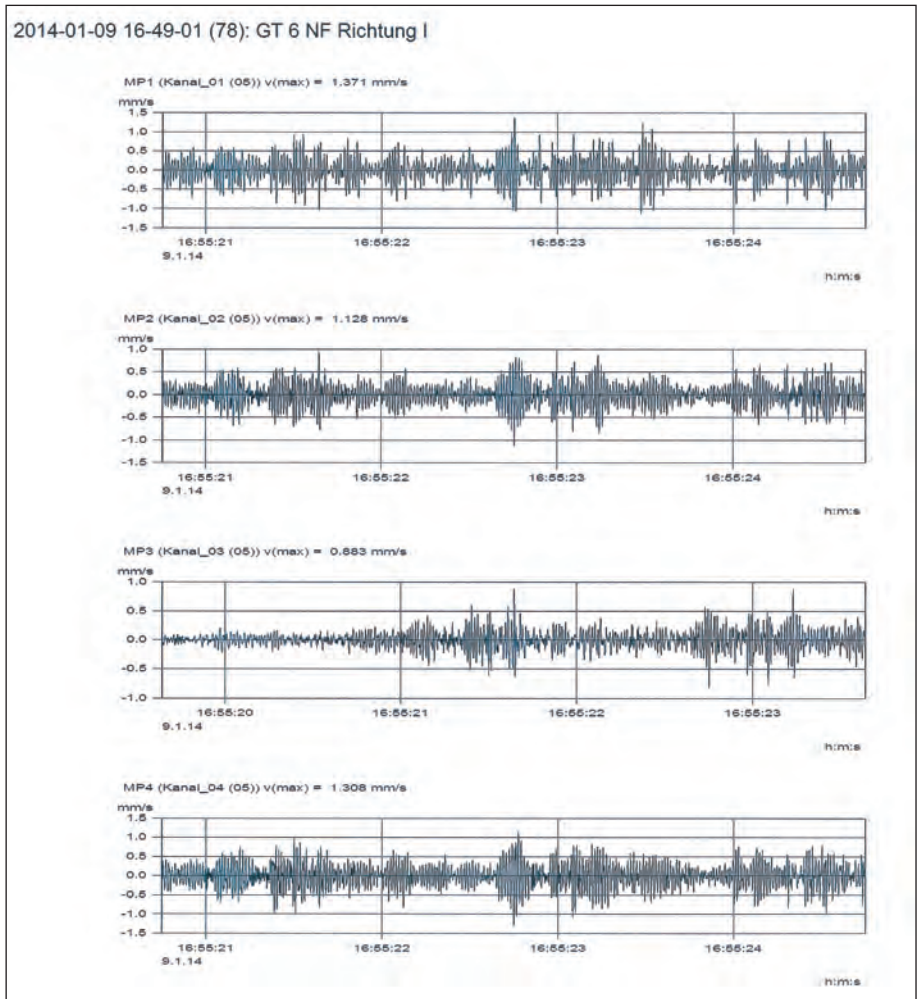 2014-01-09 16-49-01 (78): GT 6 NF Richtung I
MP1 (Kanal_01 (05)) v(max) = 1.371 mm/s
mm/s
1.5
1.0
0.5
0.0
-0.5
-1.0
-1.5
16:55:21 16:55:22 16:55:23 16:55:24
9.1.14
h:m:s
MP2 (Kanal_02 (05)) v(max) = 1.128 mm/s
mm/s
1.0
0.5
0.0
-0.5
-1.0
-1.5
16:55:21 16:55:22 16:55:23 16:55:24
9.1.14
h:m:s
MP3 (Kanal_03 (05)) v(max) = 0.883 mm/s
mm/s
1.0
0.5
0.0
-0.5
-1.0
16:55:20 16:55:21 16:55:22 16:55:23
9.1.14
h:m:s
MP4 (Kanal_04 (05)) v(max) = 1.308 mm/s
mm/s
1.5
1.0
0.5
0.0
-0.5
-1.0
-1.5
16:55:21 16:55:22 16:55:23 16:55:24
9.1.14
h:m:s